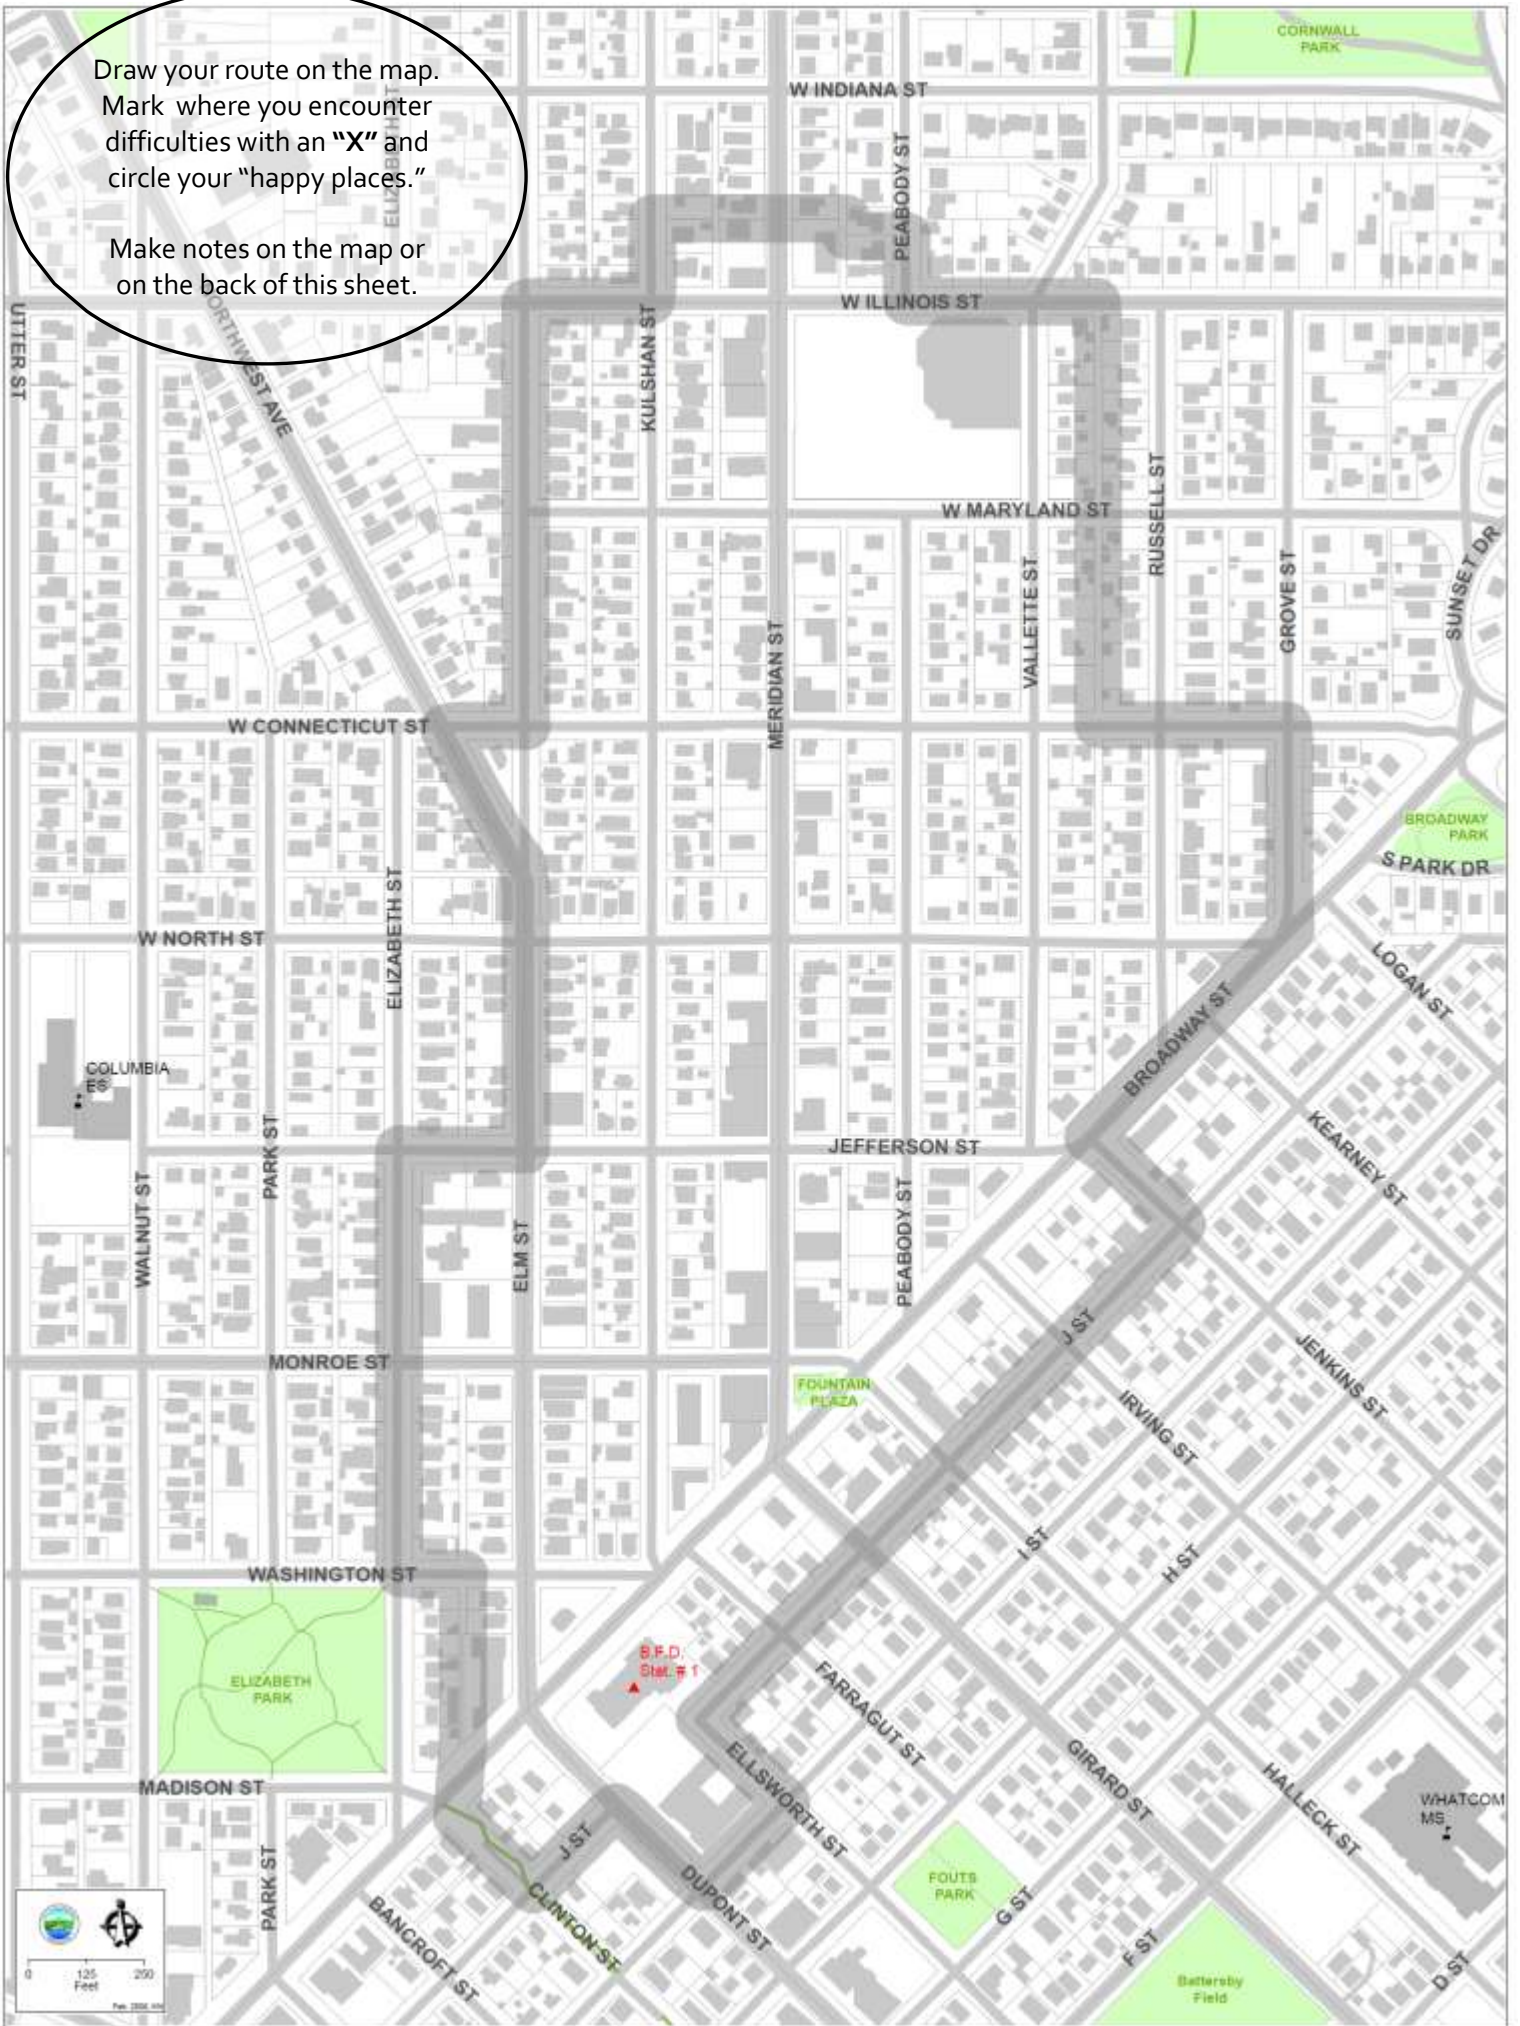 Draw your route on the map.
Mark where you encounter
difficulties with an “X” and
circle your “happy places.”
Make notes on the map or
on the back of this sheet.
CORNWALL
PARK
W INDIANA ST
ELIZABETH ST
PEABODY ST
W ILLINOIS ST
UTTER ST
NORTHWEST AVE
KULSHAN ST
RUSSELL ST
W MARYLAND ST
VALLETTE ST
GROVE ST
SUNSET DR
MERIDIAN ST
W CONNECTICUT ST
BROADWAY
PARK
S PARK DR
ELIZABETH ST
W NORTH ST
LOGAN ST
BROADWAY ST
COLUMBIA
ES
PARK ST
JEFFERSON ST
KEARNEY ST
WALNUT ST
ELM ST
PEABODY ST
J ST
MONROE ST
JENKINS ST
FOUNTAIN
PLAZA
IRVING ST
I ST
H ST
WASHINGTON ST
B.F.D.
Stat. # 1
ELIZABETH
PARK
FARRAGUT ST
ELLSWORTH ST
GIRARD ST
HALLECK ST
MADISON ST
WHATCOM
MS
J ST
DUPONT ST
FOUTS
PARK
PARK ST
CLINTON ST
BANCROFT ST
G ST
F ST
D ST
Battersby
Field
0 125 250
Feet